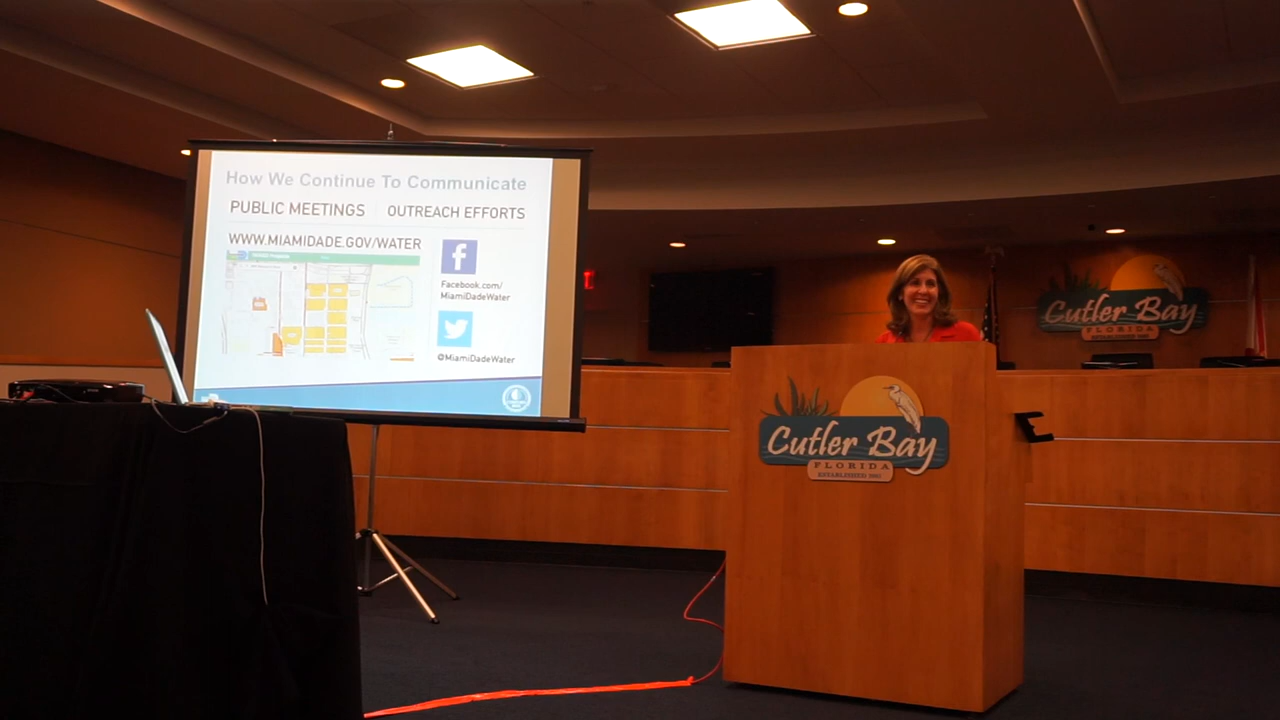 How We Continue To Communicate
PUBLIC MEETINGS OUTREACH EFFORTS
WWW.MIAMIDADE.GOV/WATER
Facebook.com/
MiamiDadeWater
@MiamiDadeWater
Cutler Bay
FLORIDA
Cutler Bay
FLORIDA